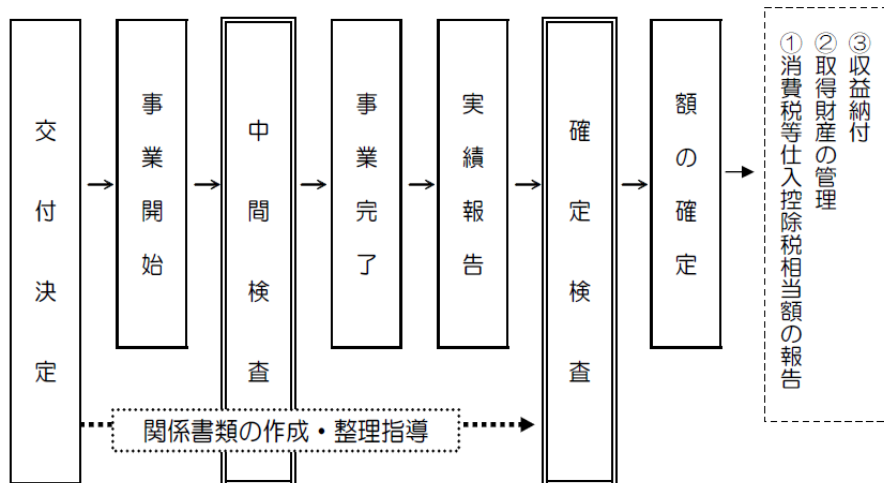 交付決定
事業開始
中間検査
事業完了
実績報告
確定検査
額の確定
③収益納付
②取得財産の管理
①消費税等仕入控除税相当額の報告
関係書類の作成・整理指導